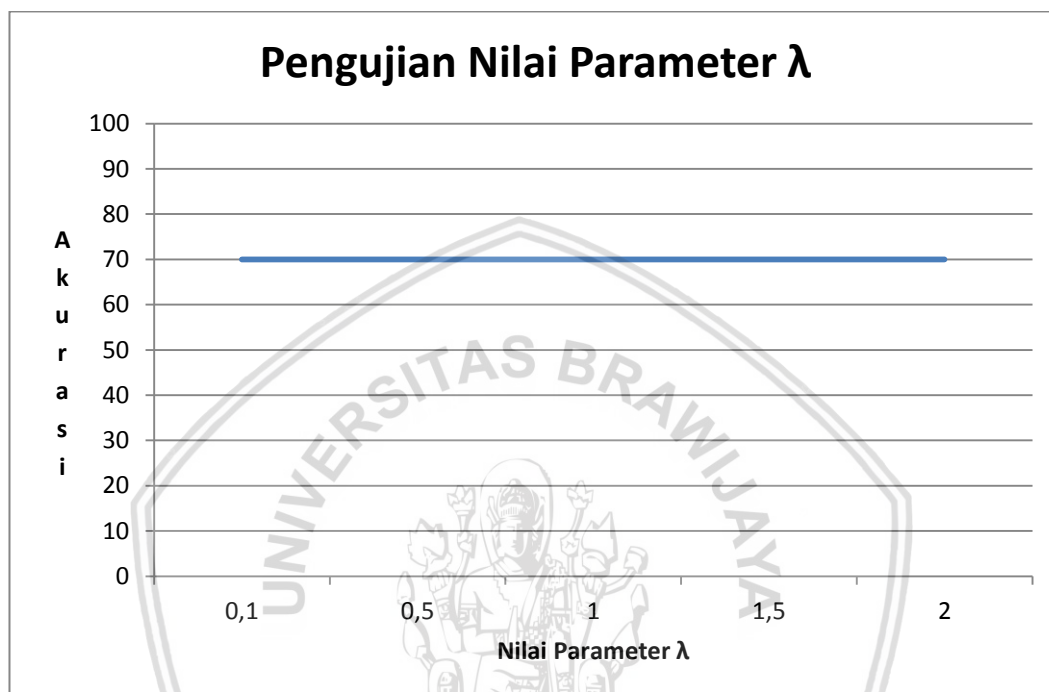 Pengujian Nilai Parameter λ
100
90
80
70
60
50
40
30
20
10
0
Akurasi
0,1 0,5 1 1,5 2
Nilai Parameter λ
UNIVERSITAS BRAWIJAYA